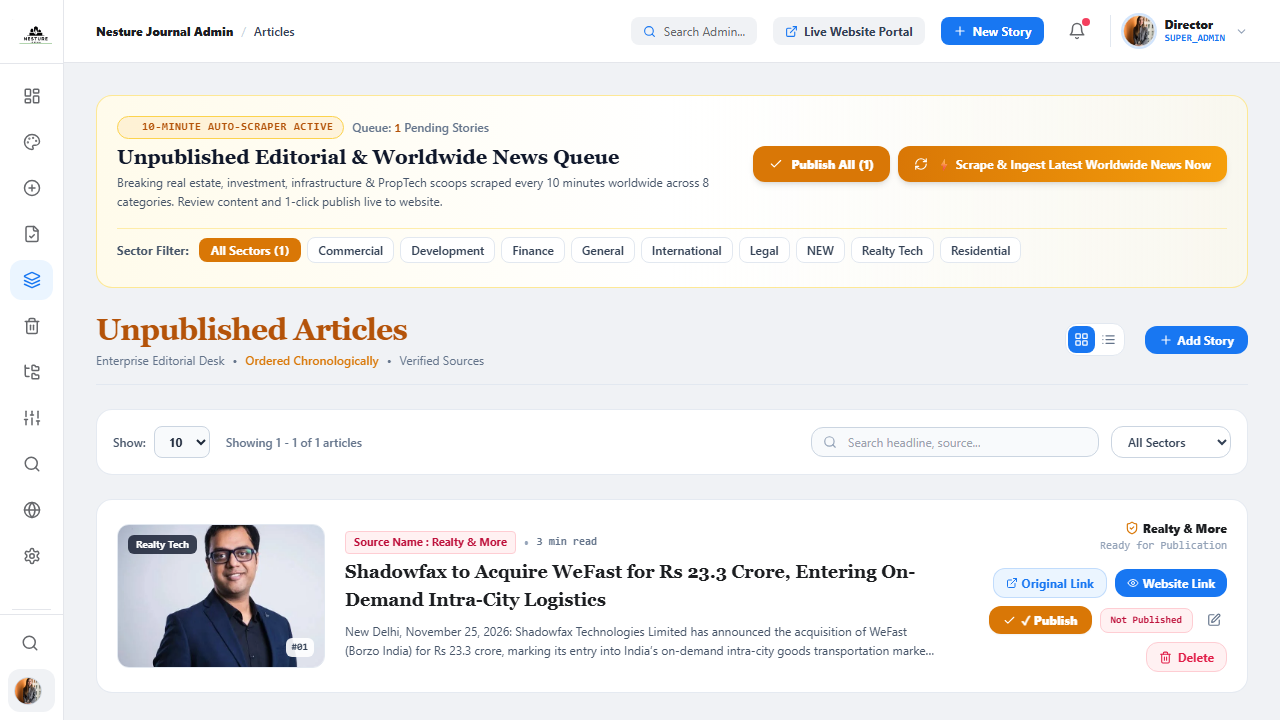 NESTURE
Nesture Journal Admin / Articles
Search Admin...
Live Website Portal
New Story
Director
SUPER_ADMIN
10-MINUTE AUTO-SCRAPER ACTIVE
Queue: 1 Pending Stories
Unpublished Editorial & Worldwide News Queue
Breaking real estate, investment, infrastructure & PropTech scoops scraped every 10 minutes worldwide across 8
categories. Review content and 1-click publish live to website.
Publish All (1)
Scrape & Ingest Latest Worldwide News Now
Sector Filter: All Sectors (1) Commercial Development Finance General International Legal NEW Realty Tech Residential
Unpublished Articles
Enterprise Editorial Desk • Ordered Chronologically • Verified Sources
Add Story
Show: 10 Showing 1 - 1 of 1 articles
Search headline, source...
All Sectors
Realty Tech
#01
Source Name : Realty & More • 3 min read
Shadowfax to Acquire WeFast for Rs 23.3 Crore, Entering On-
Demand Intra-City Logistics
New Delhi, November 25, 2026: Shadowfax Technologies Limited has announced the acquisition of WeFast
(Borzo India) for Rs 23.3 crore, marking its entry into India's on-demand intra-city goods transportation marke...
Realty & More
Ready for Publication
Original Link
Website Link
✓ Publish
Not Published
Delete